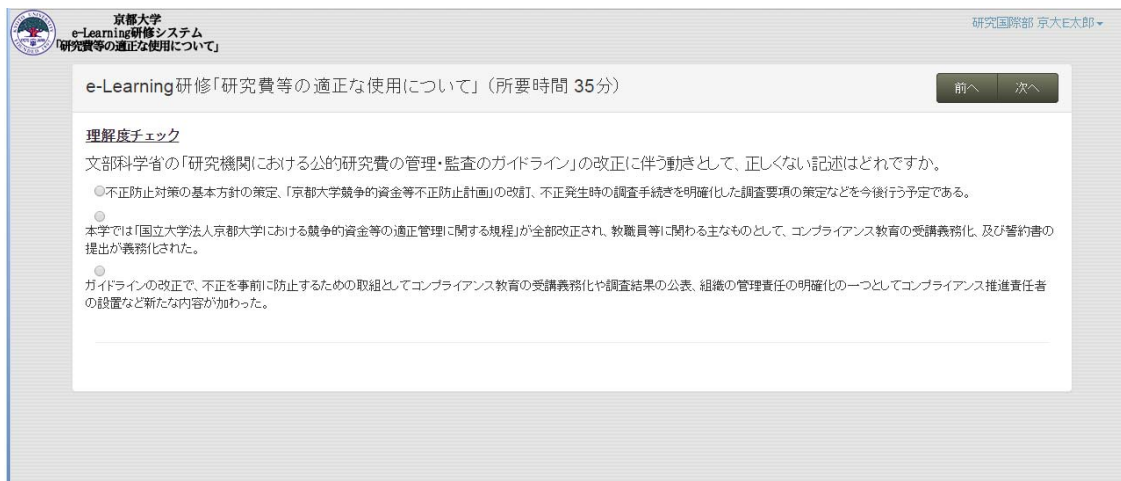 京都大学
e-Learning研修システム
「研究費等の適正な使用について」
研究国際部 京大E太郎
e-Learning研修「研究費等の適正な使用について」（所要時間 35分）
前へ
次へ
理解度チェック
文部科学省の「研究機関における公的研究費の管理・監査のガイドライン」の改正に伴う動きとして、正しくない記述はどれですか。
不正防止対策の基本方針の策定、「京都大学競争的資金等不正防止計画」の改訂、不正発生時の調査手続きを明確化した調査要項の策定などを今後行う予定である。
本学では「国立大学法人京都大学における競争的資金等の適正管理に関する規程」が全部改正され、教職員等に関わる主なものとして、コンプライアンス教育の受講義務化、及び誓約書の
提出が義務化された。
ガイドラインの改正で、不正を事前に防止するための取組としてコンプライアンス教育の受講義務化や調査結果の公表、組織の管理責任の明確化の一つとしてコンプライアンス推進責任者
の設置など新たな内容が加わった。